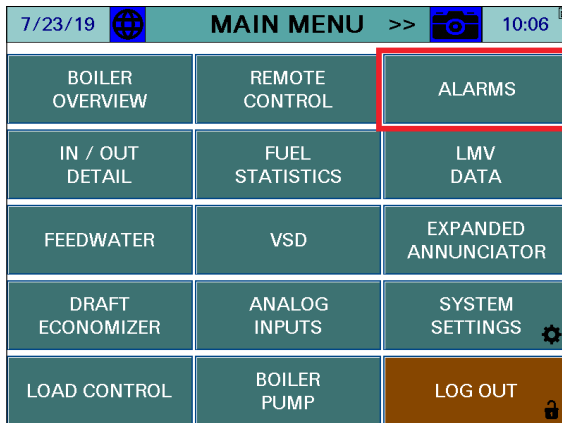 7/23/19 MAIN MENU >> 10:06
BOILER
OVERVIEW
REMOTE
CONTROL
ALARMS
IN / OUT
DETAIL
FUEL
STATISTICS
LMV
DATA
FEEDWATER
VSD
EXPANDED
ANNUNCIATOR
DRAFT
ECONOMIZER
ANALOG
INPUTS
SYSTEM
SETTINGS
LOAD CONTROL
BOILER
PUMP
LOG OUT